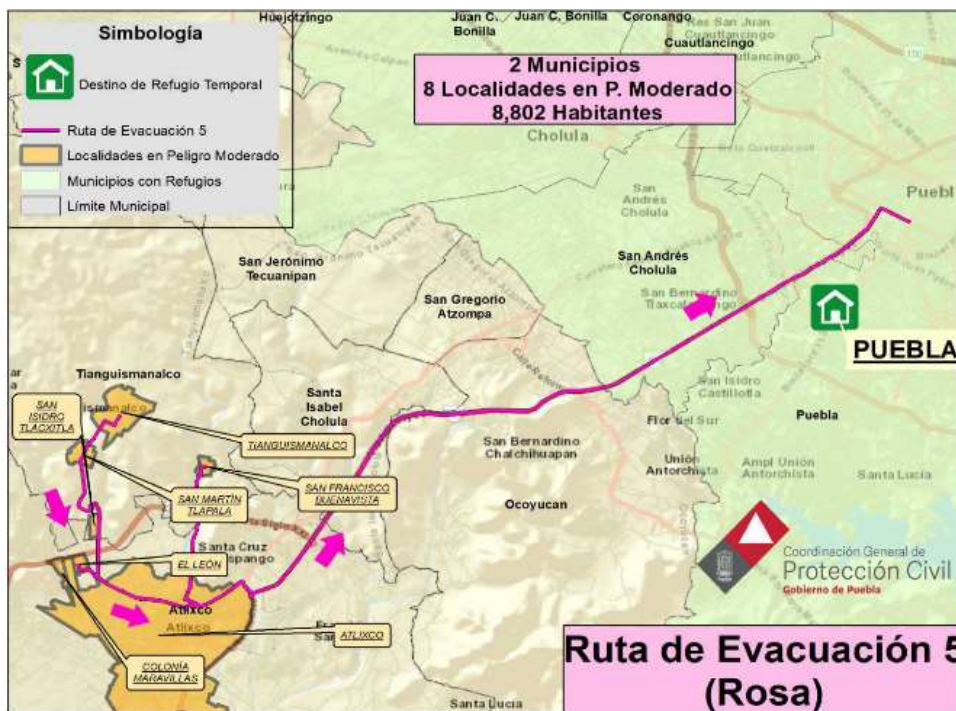 Simbología
Destino de Refugio Temporal
Ruta de Evacuación 5
Localidades en Peligro Moderado
Municipios con Refugios
Límite Municipal
Huejotzingo
Juan C.
Bonilla
Juan C. Bonilla
Coronango
Cuautlancingo
2 Municipios
8 Localidades en P. Moderado
8,802 Habitantes
Cholula
San
Andrés
Cholula
Puebl
San Jerónimo
Tecuanipan
San Andrés
Cholula
San Gregorio
Atzompa
San Bernardino
PUEBLA
Tianguismanalco
SAN
ISIDRO
TLACXITLA
TIANGUISMANALCO
Santa
Isabel
Cholula
San Isidro
Castillotla
Puebla
Flor del Sur
San Bernardino
Chalchihuapan
Unión
Antorchista
Ampl Unión
Antorchista
Santa Lucía
SAN MARTÍN
TLAPALA
SAN FRANCISCO
BUENAVISTA
Ocoyucan
Santa Cruz
EL LEÓN
Atlixco
Atlixco
ATLIXCO
COLONÍA
MARAVILLAS
Santa Lucía
Coordinación General de
Protección Civil
Gobierno de Puebla
Ruta de Evacuación 5
(Rosa)